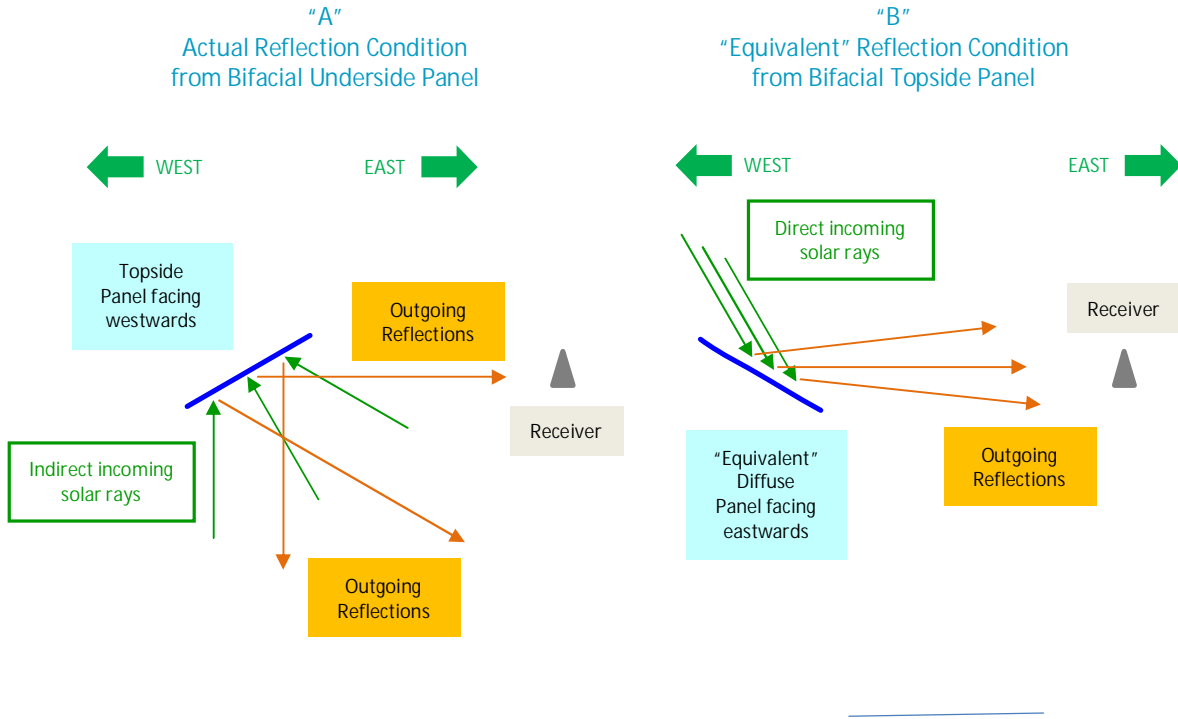 “A”
Actual Reflection Condition
from Bifacial Underside Panel
WEST
EAST
Topside
Panel facing
westwards
Outgoing
Reflections
Receiver
Indirect incoming
solar rays
Outgoing
Reflections
“B”
“Equivalent” Reflection Condition
from Bifacial Topside Panel
WEST
EAST
Direct incoming
solar rays
Receiver
“Equivalent”
Diffuse
Panel facing
eastwards
Outgoing
Reflections